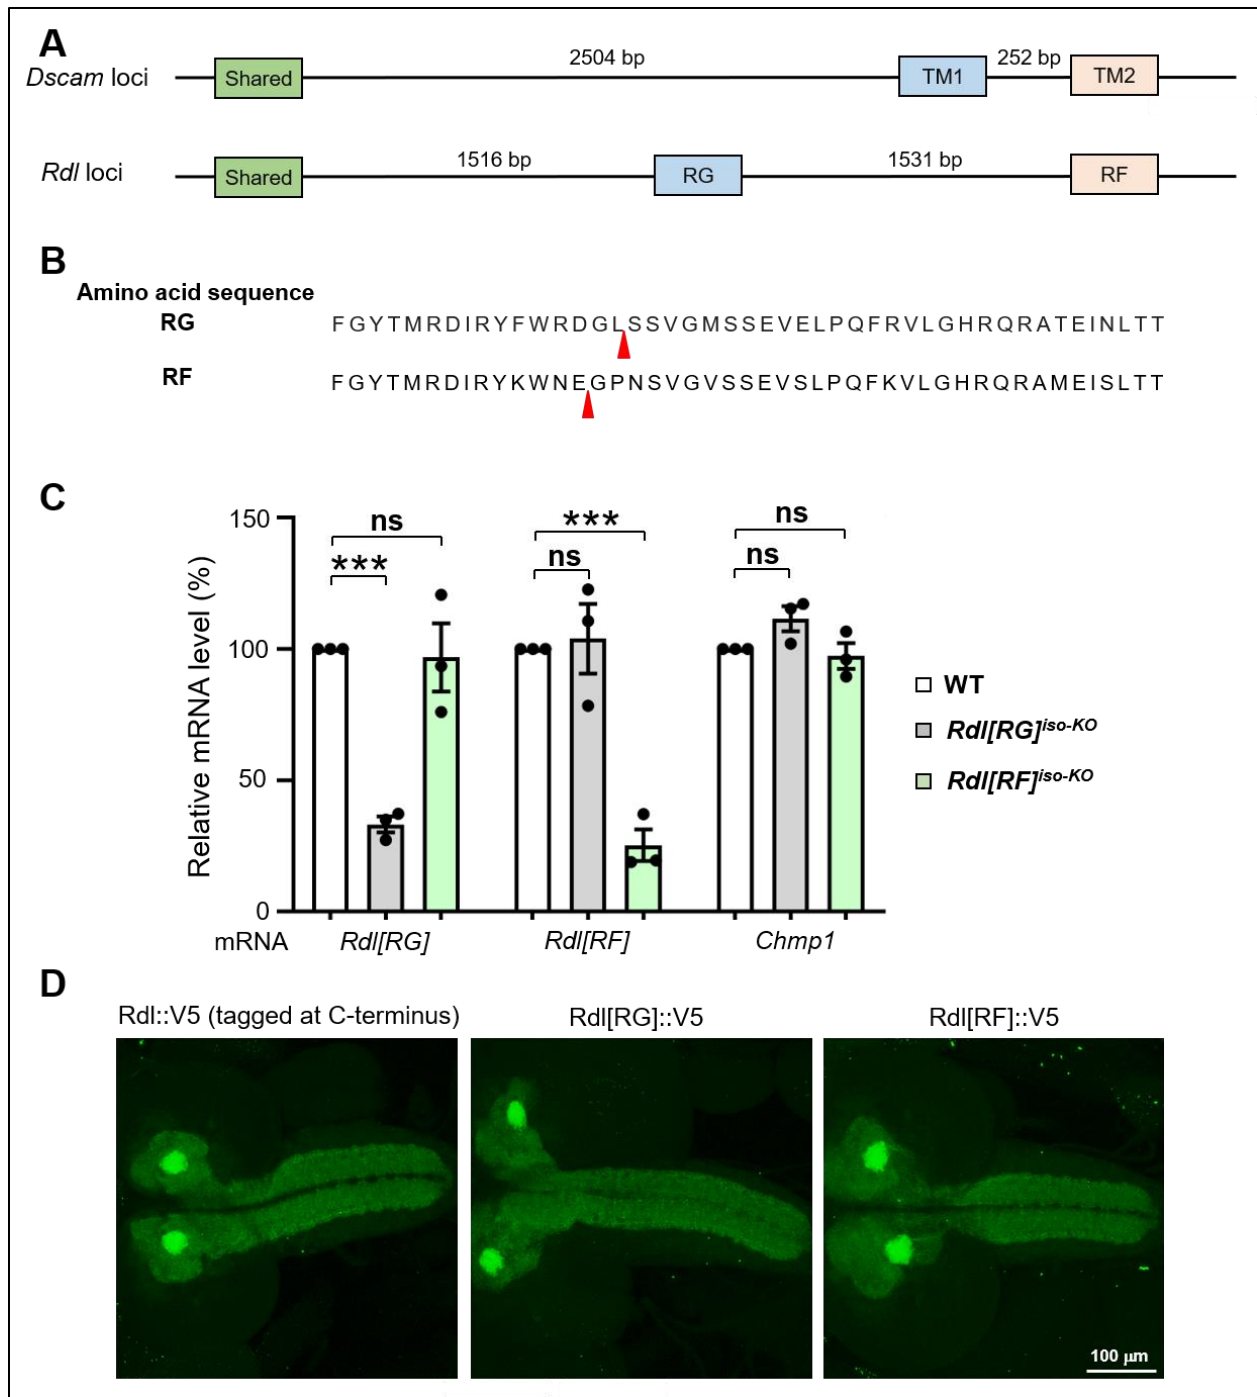 A
Dscam loci
Shared
2504 bp
TM1
252 bp
TM2
Rdl loci
Shared
1516 bp
RG
1531 bp
RF
B
Amino acid sequence
RG FGYTMRDIRYFWRDGLSSVGMSSEVELPQFRVLGHRQRATEINLTT
RF FGYTMRDIRYKWNEGPNSVGVSSEVSLPQFKVLGHRQRAMEISLTT
C
Relative mRNA level (%)
150
100
50
0
ns
***
***
ns
ns
ns
WT
Rdl[RG]iso-KO
Rdl[RF]iso-KO
mRNA Rdl[RG] Rdl[RF] Chmp1
D
Rdl::V5 (tagged at C-terminus) Rdl[RG]::V5 Rdl[RF]::V5
100 μm